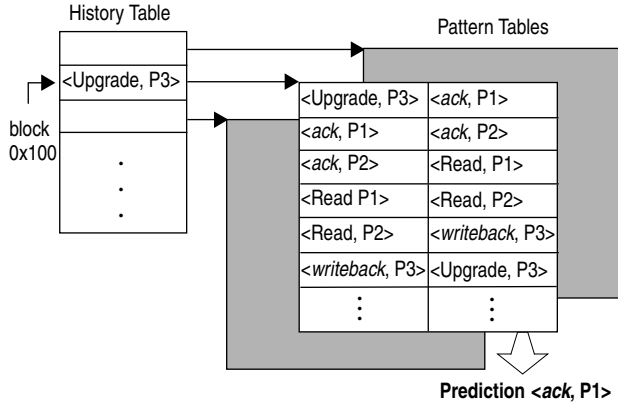 History Table
Pattern Tables
<Upgrade, P3>
block
0x100
<Upgrade, P3> <ack, P1>
<ack, P1> <ack, P2>
<ack, P2> <Read, P1>
<Read P1> <Read, P2>
<Read, P2> <writeback, P3>
<writeback, P3> <Upgrade, P3>
Prediction <ack, P1>